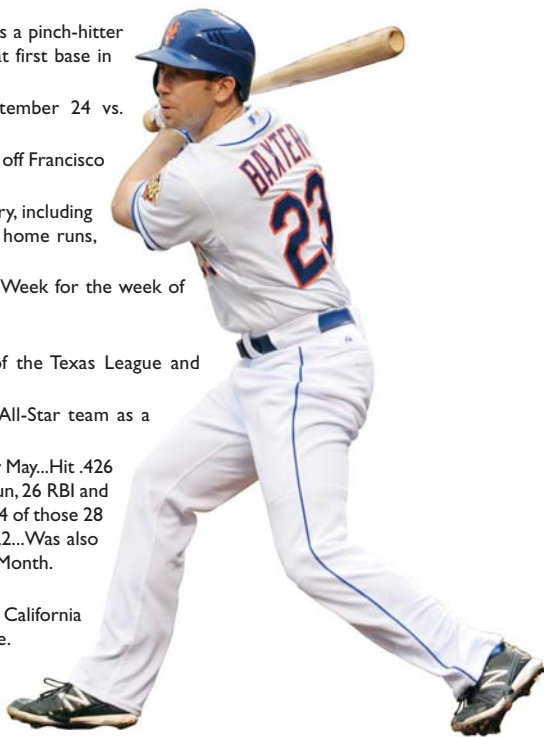 s a pinch-hitter
at first base in
tember 24 vs.
off Francisco
ry, including
home runs,
Week for the week of
of the Texas League and
All-Star team as a
May...Hit .426
un, 26 RBI and
4 of those 28
.2...Was also
Month.
California
e.
BAXTER
23